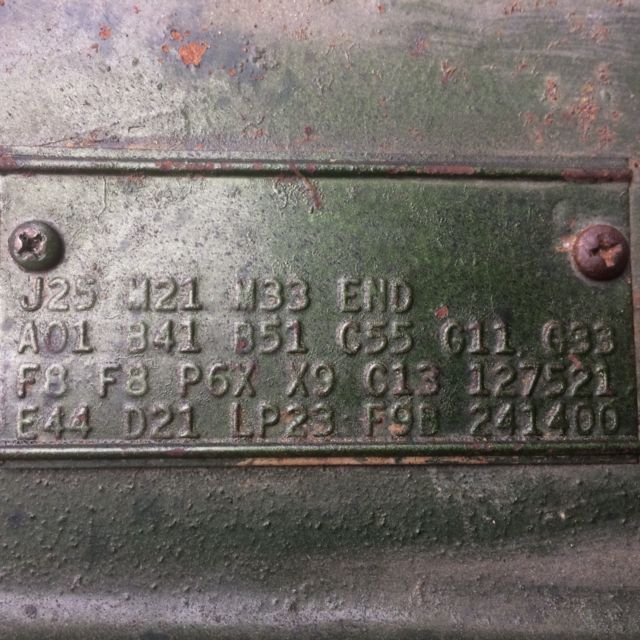 J25 M21 M33 END
A01 B41 B51 C55 G11 G33
F8 F8 P6X X9 C13 127521
E44 D21 LP23 F9B 241400